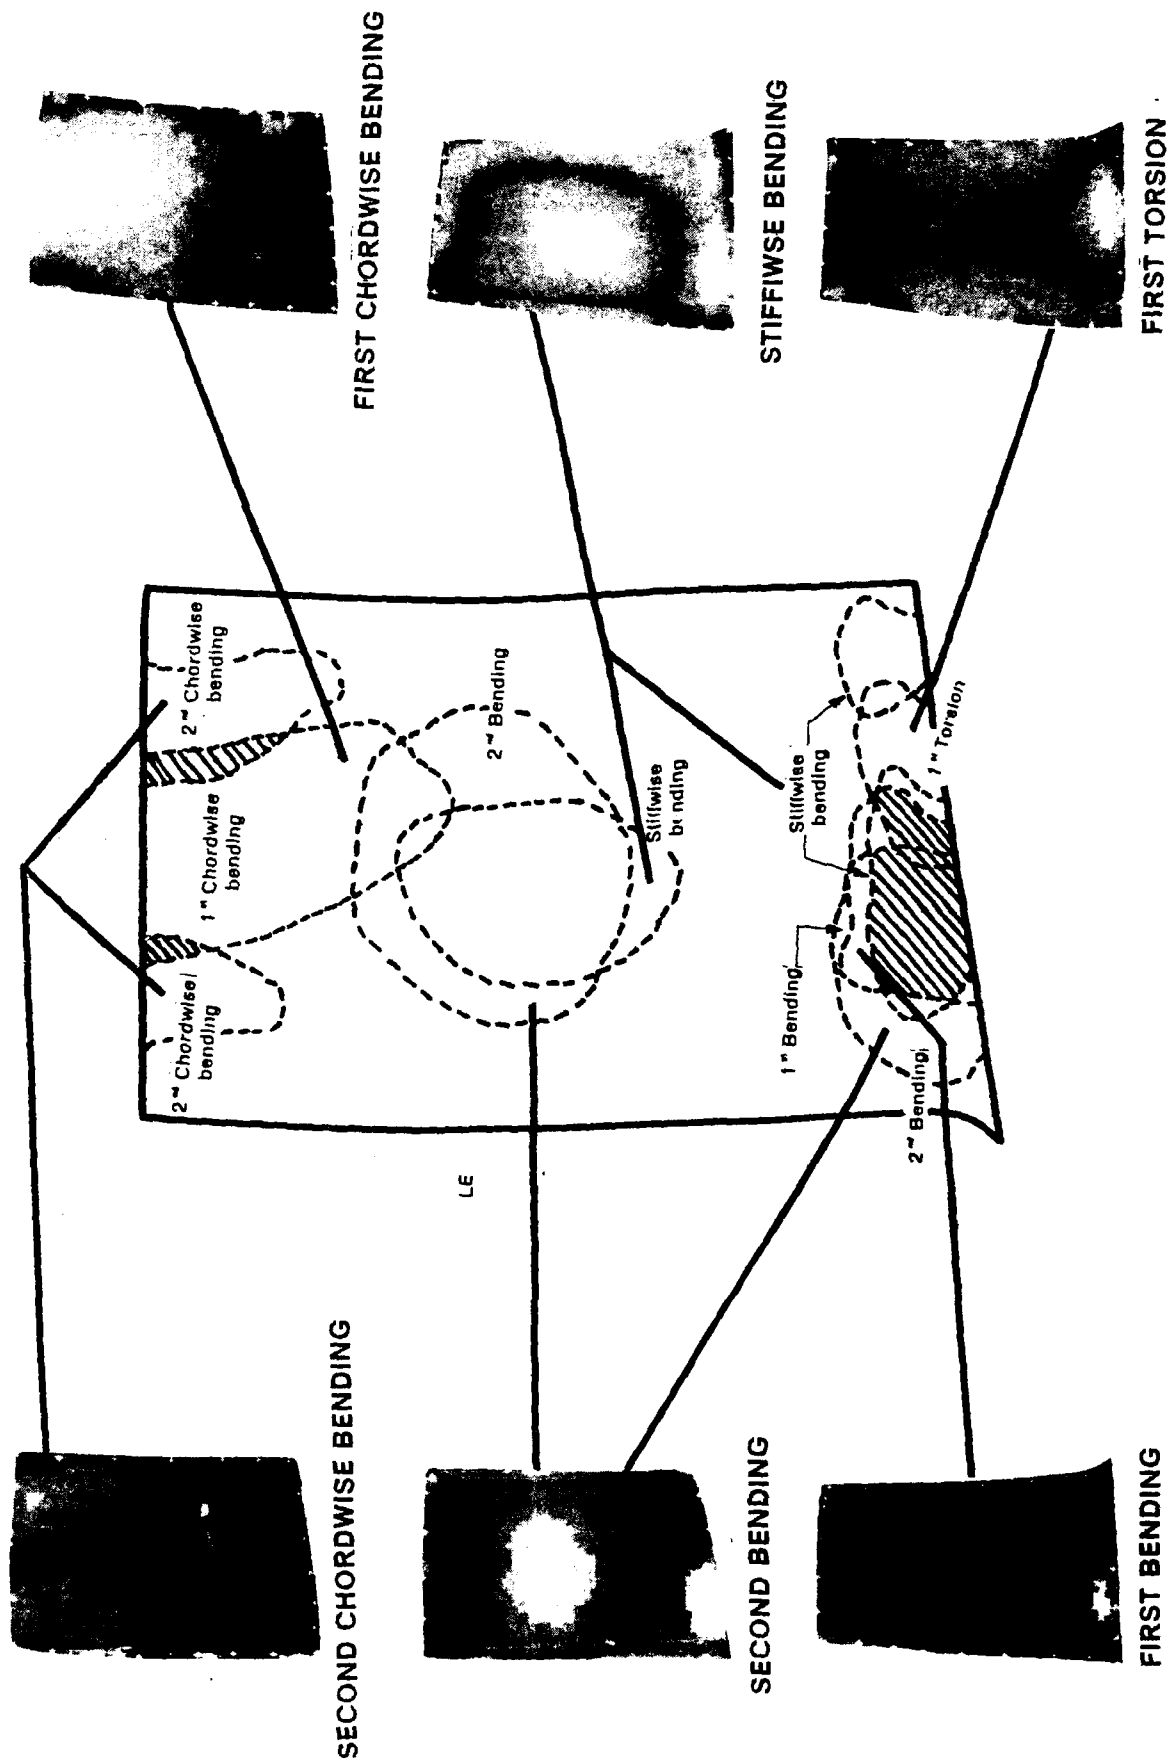 SECOND CHORDWISE BENDING
SECOND BENDING
FIRST BENDING
2nd Chordwise
bending
1st Chordwise
bending
2nd Chordwise
bending
LE
2nd Bending
Stiffwise
bending
1st Bending
Stiffwise
bending
2nd Bending
1st Torsion
FIRST CHORDWISE BENDING
STIFFIWSE BENDING
FIRST TORSION